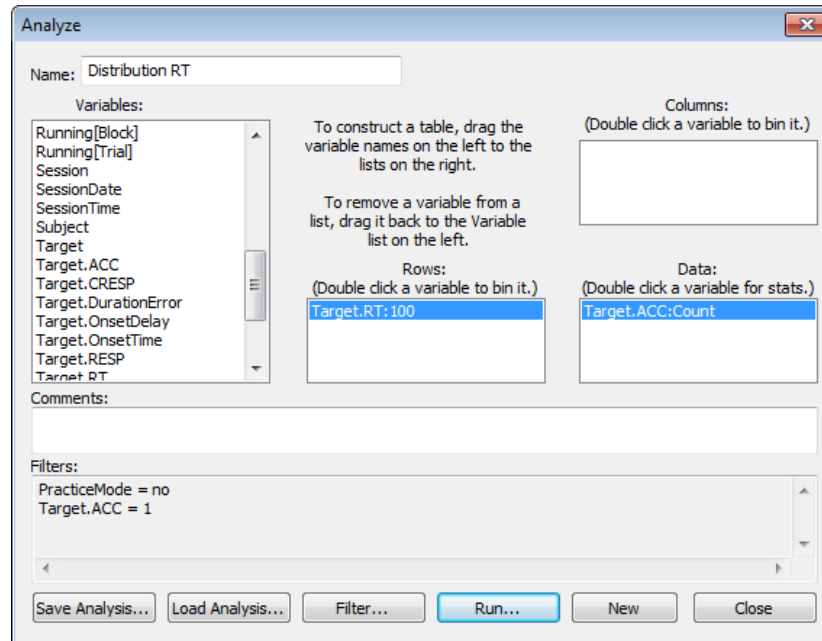 Analyze
Name: Distribution RT
Variables:
Running[Block]
Running[Trial]
Session
SessionDate
SessionTime
Subject
Target
Target.ACC
Target.CRESP
Target.DurationError
Target.OnsetDelay
Target.OnsetTime
Target.RESP
Target.RT
To construct a table, drag the
variable names on the left to the
lists on the right.
To remove a variable from a
list, drag it back to the Variable
list on the left.
Columns:
(Double click a variable to bin it.)
Rows:
(Double click a variable to bin it.)
Target.RT:100
Data:
(Double click a variable for stats.)
Target.ACC:Count
Comments:
Filters:
PracticeMode = no
Target.ACC = 1
Save Analysis... Load Analysis... Filter... Run... New Close